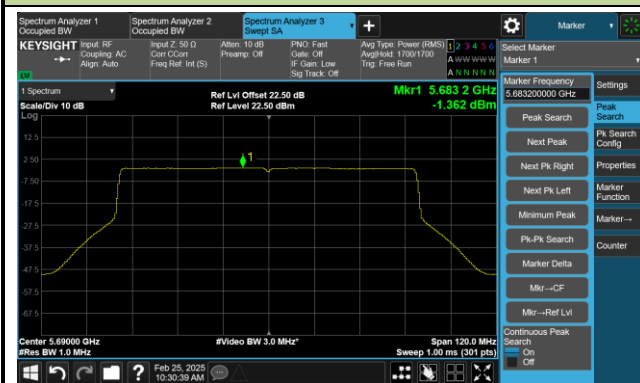 Spectrum Analyzer 1
Occupied BW
Spectrum Analyzer 2
Occupied BW
Spectrum Analyzer 3
Swept SA
Marker
KEYSIGHT
Input: RF
Coupling: AC
Align: Auto
Input Z: 50 Ω
Corr CCorr
Freq Ref: Int (S)
Atten: 10 dB
Preamp: Off
PNO: Fast
Gate: Off
IF Gain: Low
Sig Track: Off
Avg Type: Power (RMS)
Avg|Hold: 1700/1700
Trig: Free Run
1 2 3 4 5 6
A W W W W W
A N N N N N
Select Marker
Marker 1
1 Spectrum
Scale/Div 10 dB
Log
Ref Lvl Offset 22.50 dB
Ref Level 22.50 dBm
Mkr1 5.683 2 GHz
-1.362 dBm
12.5
2.50
-7.50
-17.5
-27.5
-37.5
-47.5
-57.5
-67.5
1
Center 5.69000 GHz
#Res BW 1.0 MHz
#Video BW 3.0 MHz*
Span 120.0 MHz
Sweep 1.00 ms (301 pts)
Marker Frequency
5.683200000 GHz
Peak Search
Next Peak
Next Pk Right
Next Pk Left
Minimum Peak
Pk-Pk Search
Marker Delta
Mkr→CF
Mkr→Ref Lvl
Continuous Peak
Search
On
Off
Settings
Peak
Search
Pk Search
Config
Properties
Marker
Function
Marker→
Counter
Feb 25, 2025
10:30:39 AM